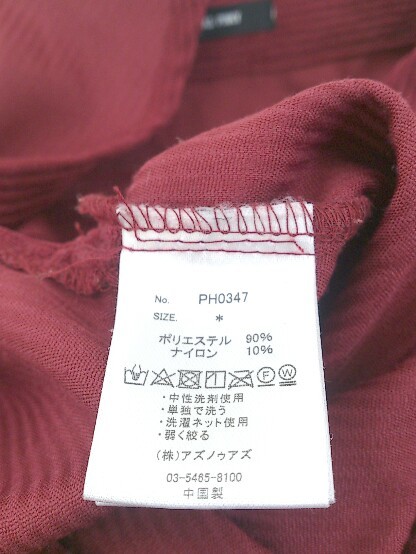 No. PH0347
SIZE. *
ポリエステル 90%
ナイロン 10%
F W
・中性洗剤使用
・単独で洗う
・洗濯ネット使用
・弱く絞る
(株)アズノゥアズ
03-5465-8100
中国製